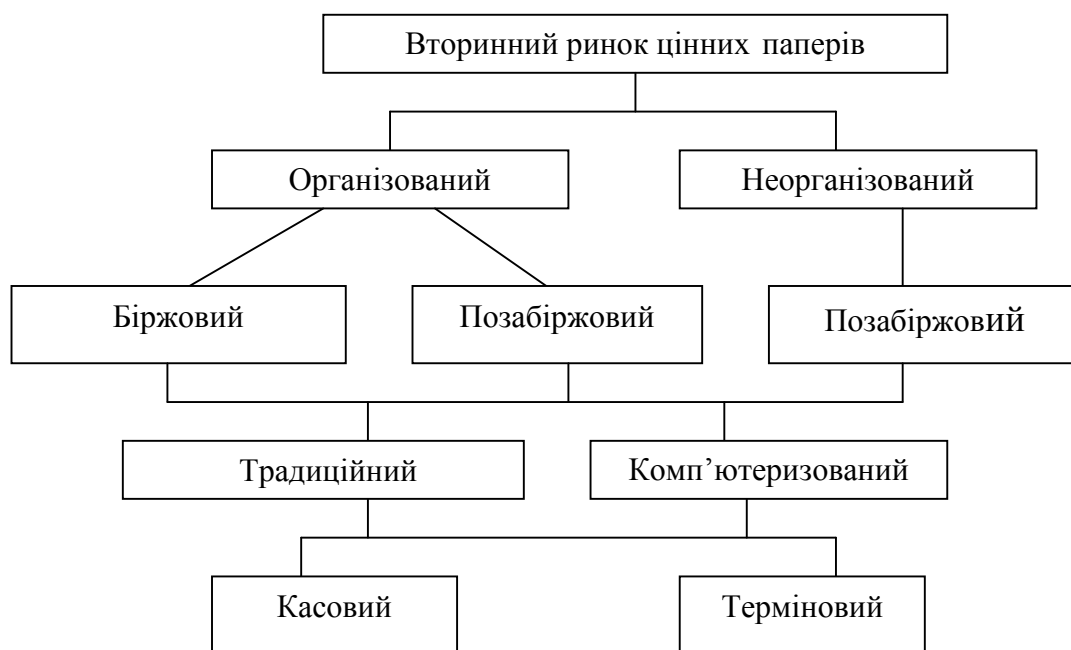 Вторинний ринок цінних паперів
Організований
Неорганізований
Біржовий
Позабіржовий
Позабіржовий
Традиційний
Комп’ютеризований
Касовий
Терміновий